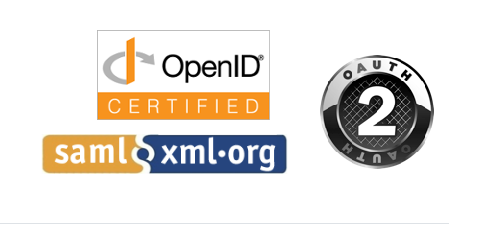 OpenID®
CERTIFIED
saml xml.org
OAUTH
2
OAUTH